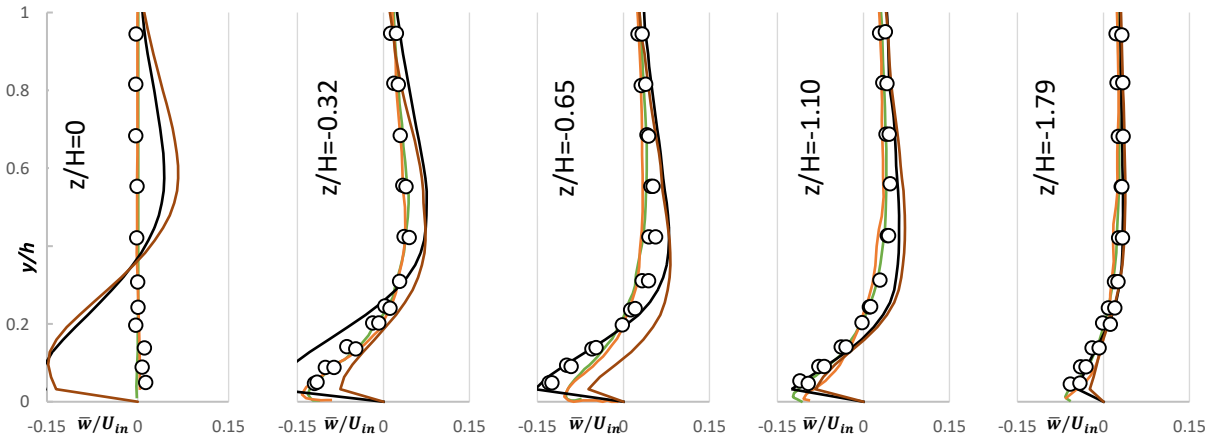 1
0.8
0.6
0.4
0.2
0
y/h
z/H=0
z/H=-0.32
z/H=-0.65
z/H=-1.10
z/H=-1.79
-0.15 w̅/U_in 0 0.15
-0.15 w̅/U_in 0 0.15
-0.15 w̅/U_in 0 0.15
-0.15 w̅/U_in 0 0.15
-0.15 w̅/U_in 0 0.15